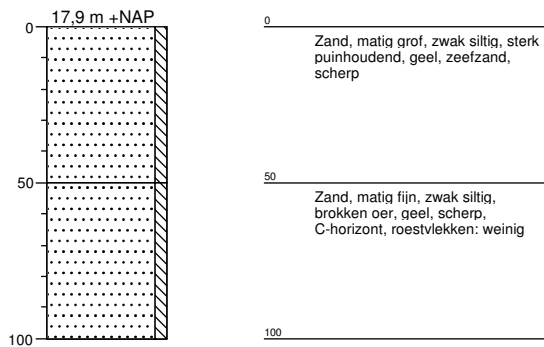 17,9 m +NAP
0
50
100
0
Zand, matig grof, zwak siltig, sterk
puinhoudend, geel, zeefzand,
scherp
50
Zand, matig fijn, zwak siltig,
brokken oer, geel, scherp,
C-horizont, roestvlekken: weinig
100